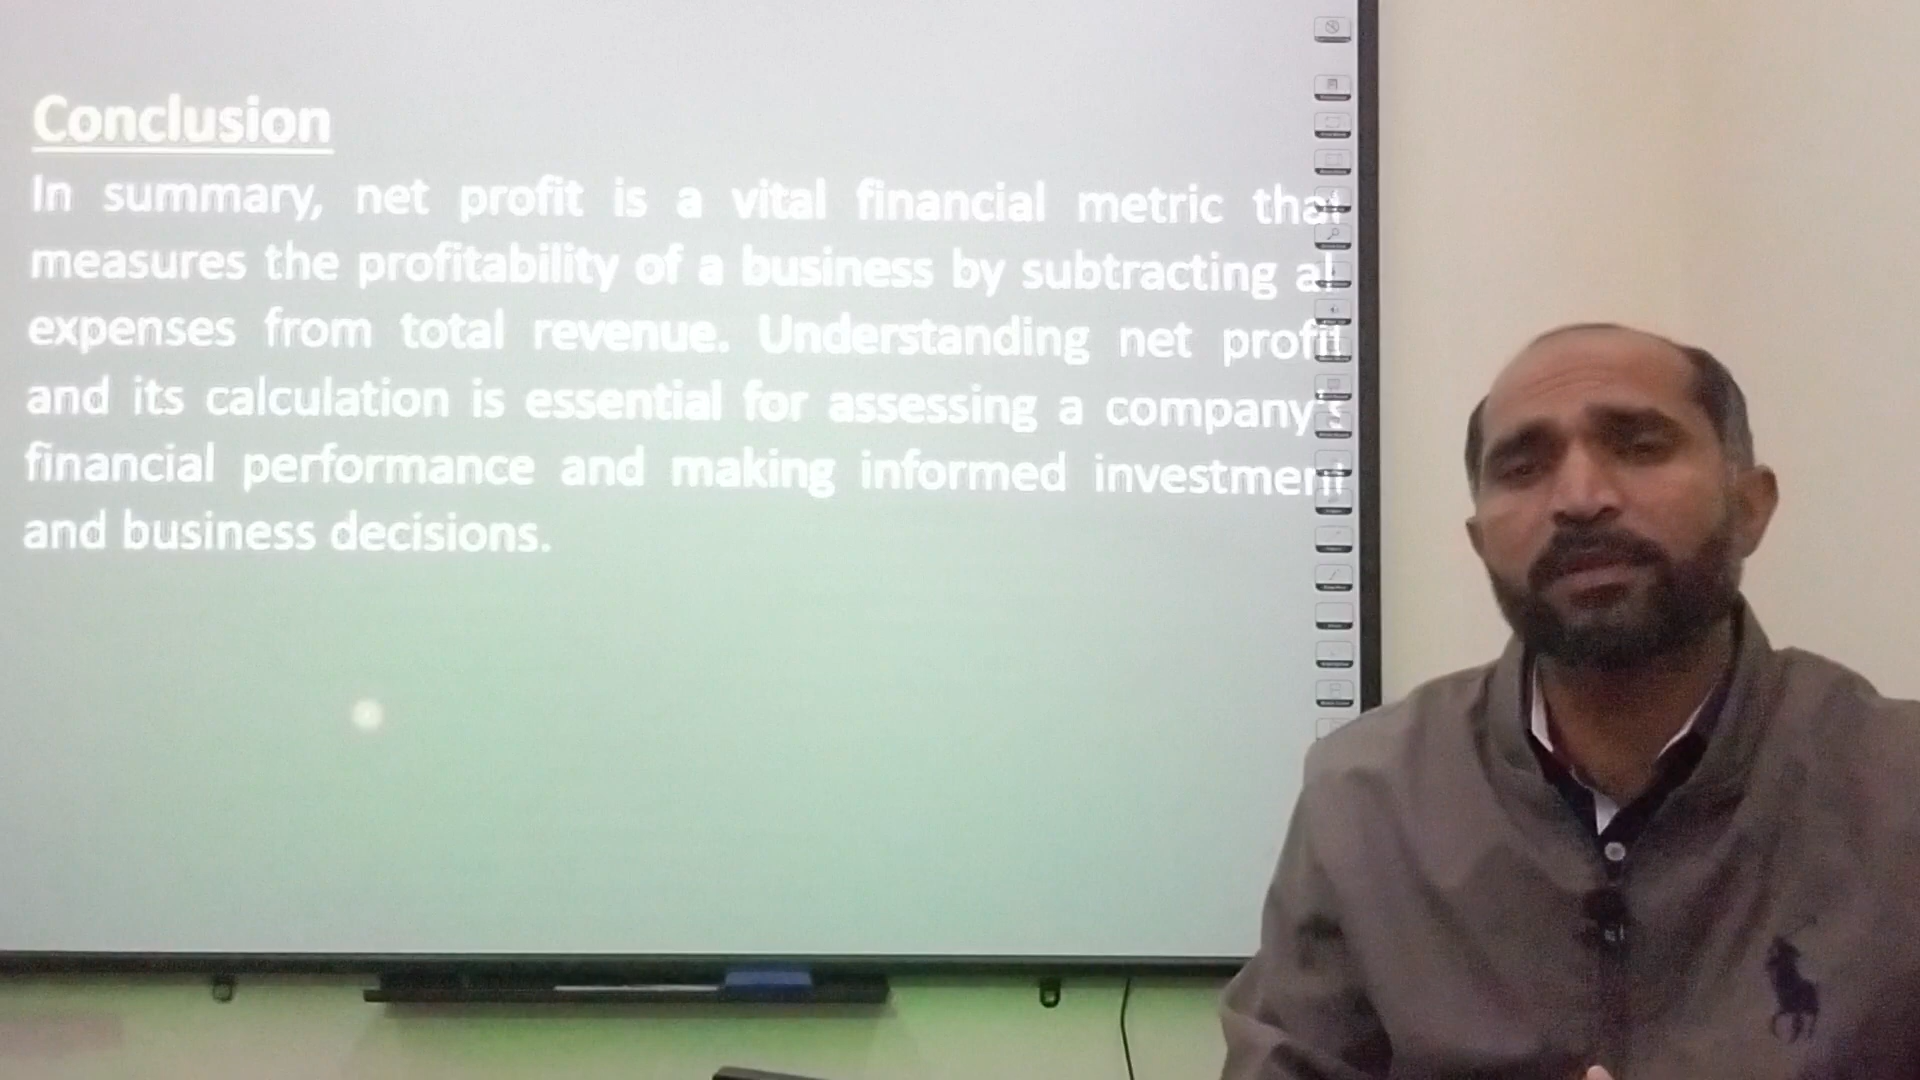 Conclusion
In summary, net profit is a vital financial metric that
measures the profitability of a business by subtracting al
expenses from total revenue. Understanding net profit
and its calculation is essential for assessing a company's
financial performance and making informed investment
and business decisions.